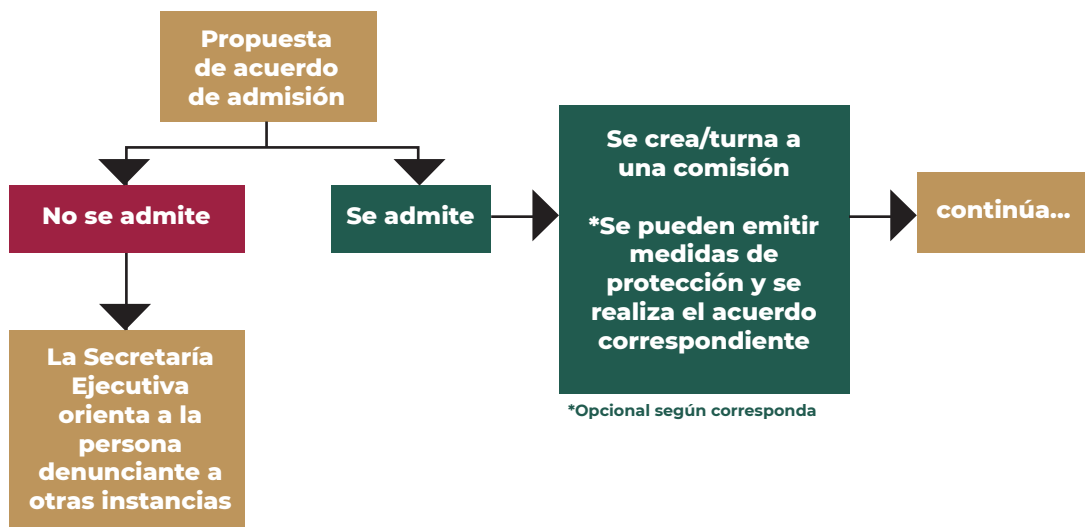 Propuesta
de acuerdo
de admisión
No se admite
Se admite
Se crea/turna a
una comisión
*Se pueden emitir
medidas de
protección y se
realiza el acuerdo
correspondiente
continúa...
*Opcional según corresponda
La Secretaría
Ejecutiva
orienta a la
persona
denunciante a
otras instancias